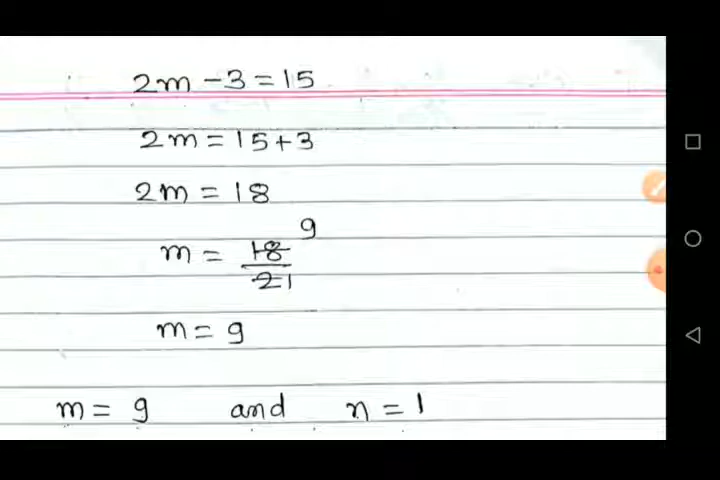 2m - 3 = 15
2m = 15 + 3
2m = 18
m = 18/2 9 1
m = 9
m = 9 and n = 1